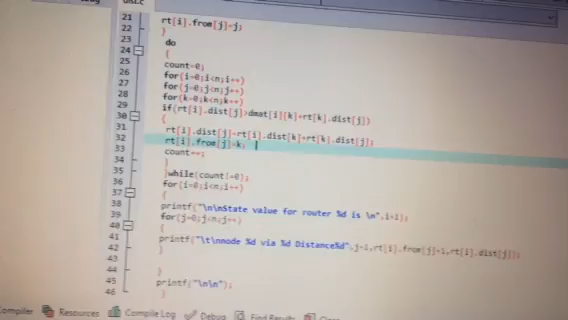 21 rt[i].from[j]=j;
22 }
23 do
24 {
25 count=0;
26 for(i=0;i<n;i++)
27 for(j=0;j<n;j++)
28 for(k=0;k<n;k++)
29 if(rt[i].dist[j]>dmat[i][k]+rt[k].dist[j])
30 {
31 rt[i].dist[j]=rt[i].dist[k]+rt[k].dist[j];
32 rt[i].from[j]=k;
33 count++;
34 }
35 }while(count!=0);
36 for(i=0;i<n;i++)
37 {
38 printf("\n\nState value for router %d is \n",i+1);
39 for(j=0;j<n;j++)
40 {
41 printf("\t\nnode %d via %d Distance%d",j+1,rt[i].from[j]+1,rt[i].dist[j]);
42 }
43
44 }
45 printf("\n\n");
46 }
Compiler Resources Compile Log Debug Find Results